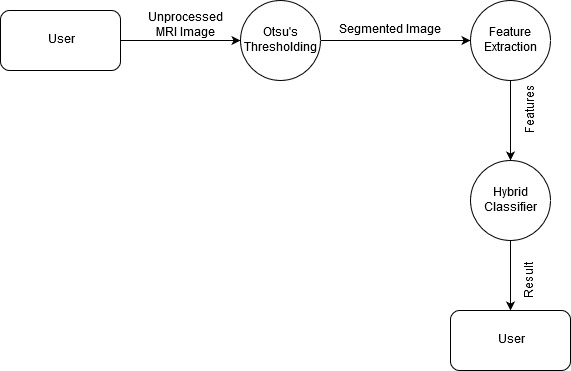 User
Unprocessed
MRI Image
Otsu's
Thresholding
Segmented Image
Feature
Extraction
Features
Hybrid
Classifier
Result
User